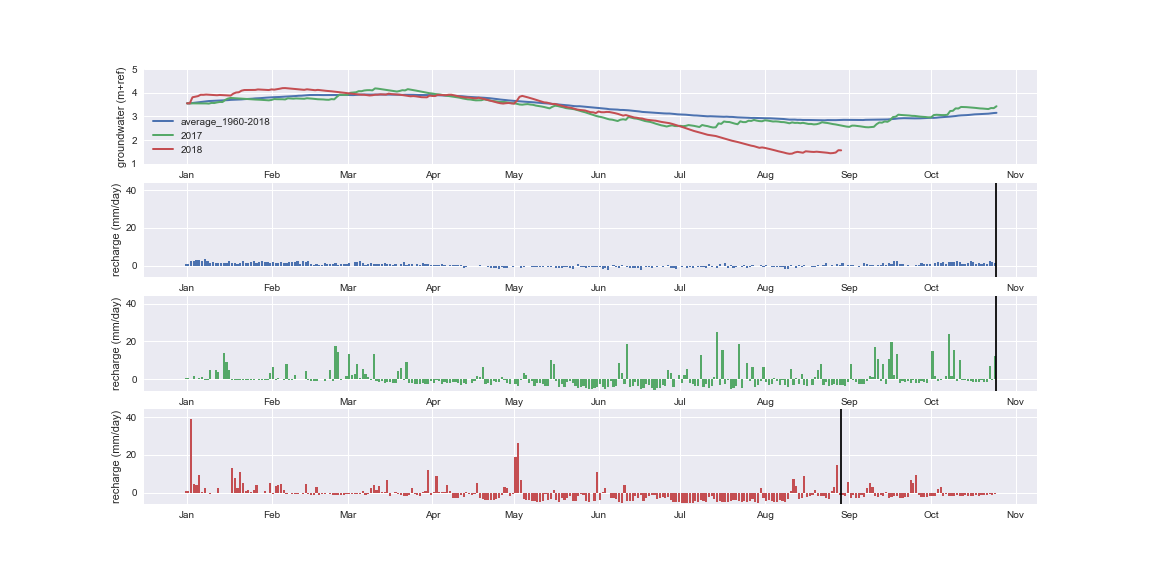 groundwater (m+ref)
5
4
3
2
1
average_1960-2018
2017
2018
Jan Feb Mar Apr May Jun Jul Aug Sep Oct Nov
recharge (mm/day)
40
20
0
Jan Feb Mar Apr May Jun Jul Aug Sep Oct Nov
recharge (mm/day)
40
20
0
Jan Feb Mar Apr May Jun Jul Aug Sep Oct Nov
recharge (mm/day)
40
20
0
Jan Feb Mar Apr May Jun Jul Aug Sep Oct Nov